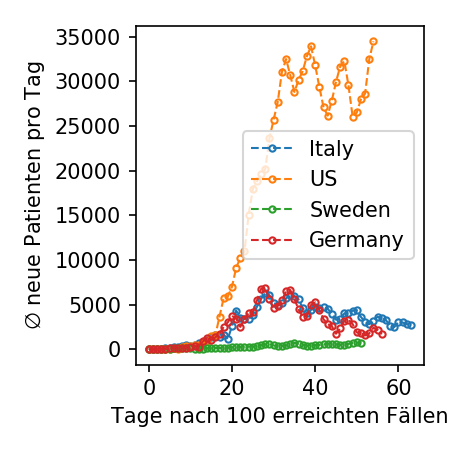 35000
30000
25000
20000
15000
10000
5000
0
∅ neue Patienten pro Tag
Italy
US
Sweden
Germany
0 20 40 60
Tage nach 100 erreichten Fällen